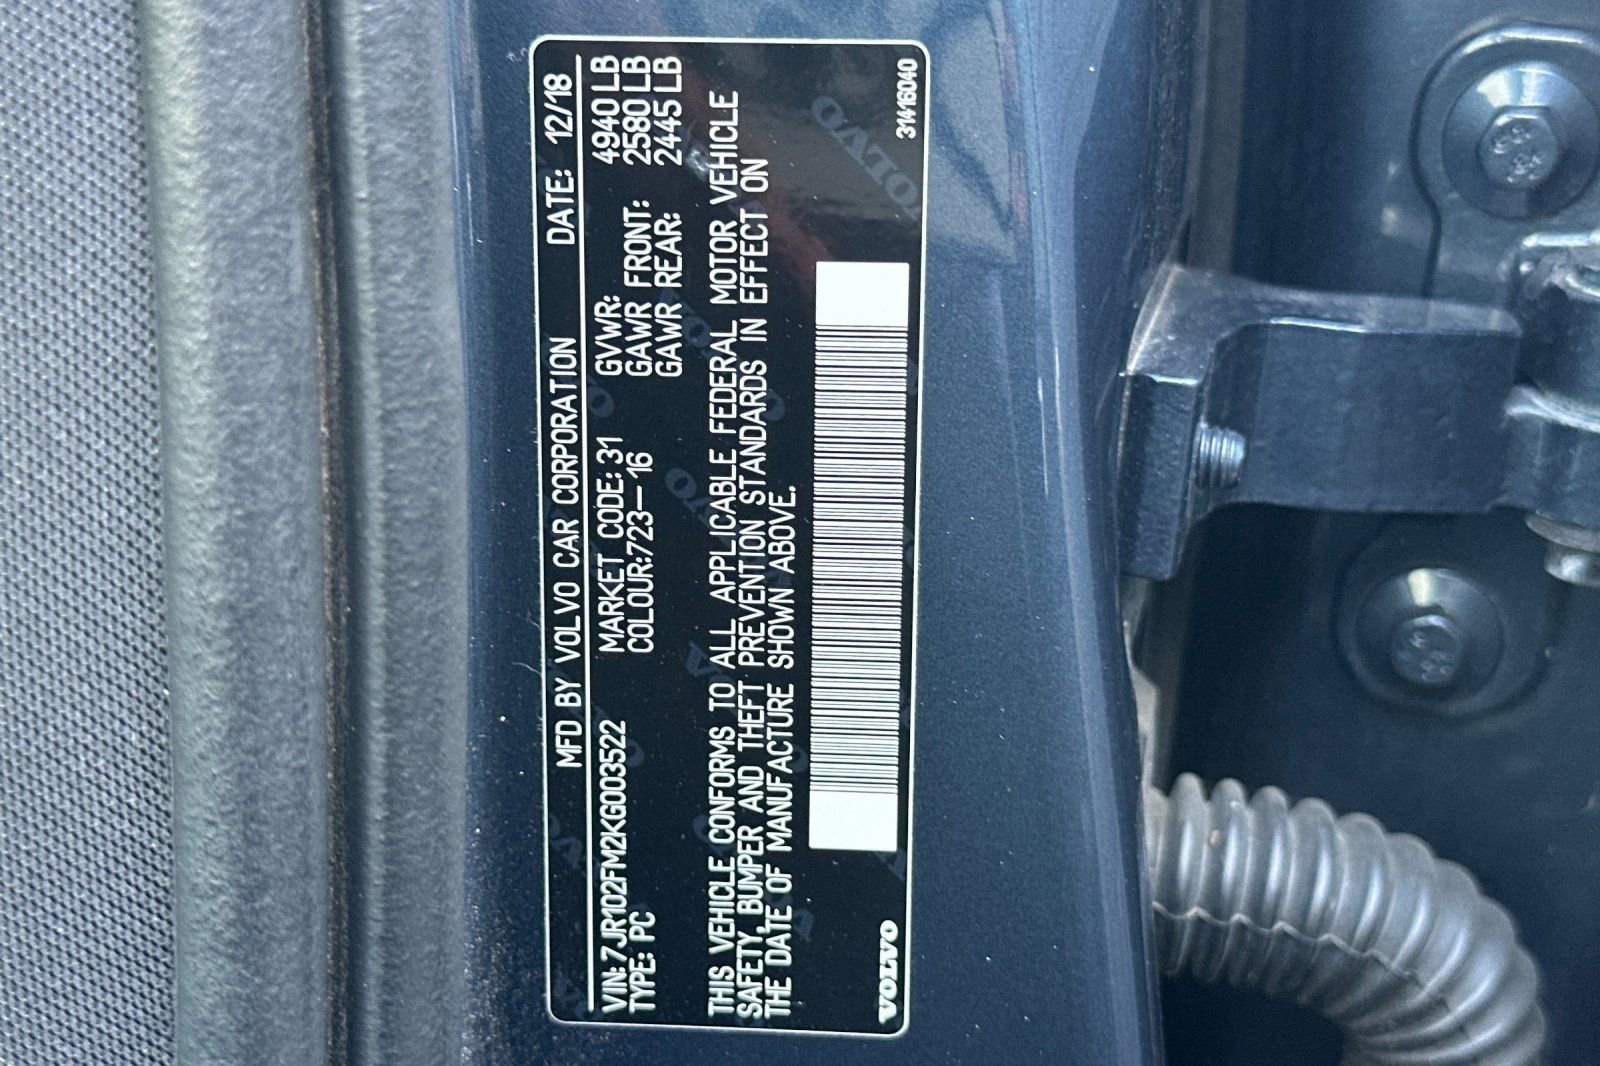 MFD BY VOLVO CAR CORPORATION DATE: 12/18
VIN: 7JR102FM2KG003522 MARKET CODE: 31 GVWR: 4940 LB
TYPE: PC COLOUR:723—16 GAWR FRONT: 2580 LB
GAWR REAR: 2445 LB
THIS VEHICLE CONFORMS TO ALL APPLICABLE FEDERAL MOTOR VEHICLE
SAFETY, BUMPER AND THEFT PREVENTION STANDARDS IN EFFECT ON
THE DATE OF MANUFACTURE SHOWN ABOVE.
VOLVO 31416040